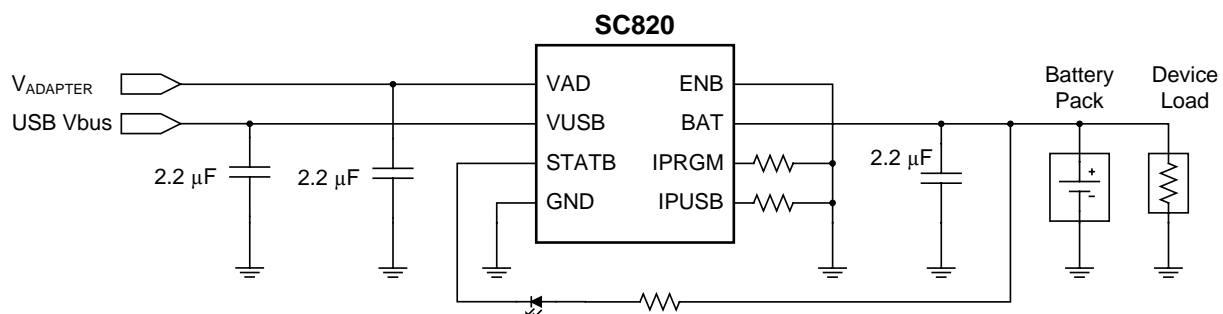 SC820
V ADAPTER
USB Vbus
2.2 μF
2.2 μF
VAD
VUSB
STATB
GND
ENB
BAT
IPRGM
IPUSB
2.2 μF
Battery
Pack
+
-
Device
Load